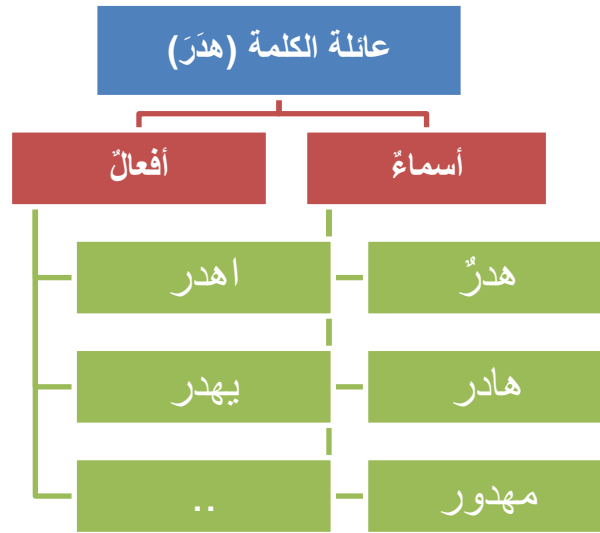 عائلة الكلمة (هدَرَ)
أسماءٌ
أفعالٌ
هدرٌ
اهدر
هادر
يهدر
مهدور
..